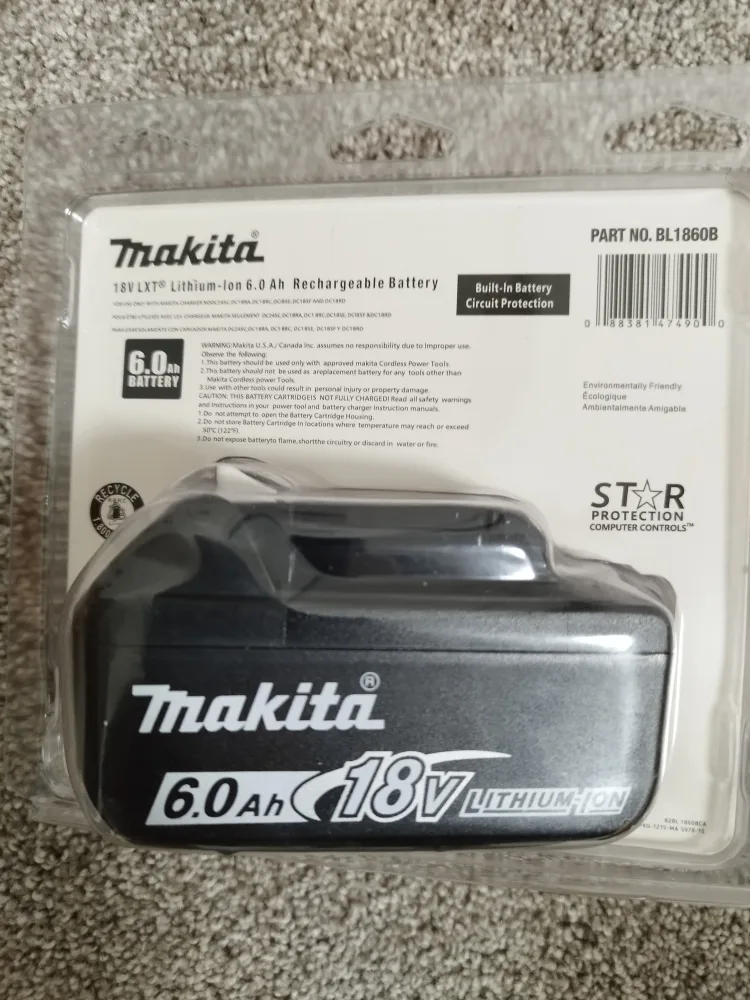 makita®
PART NO. BL1860B
18V LXT® Lithium-Ion 6.0 Ah Rechargeable Battery
Built-In Battery
Circuit Protection
0 88381 47490 0
6.0Ah
BATTERY
WARNING: Makita U.S.A./ Canada Inc. assumes no responsibility due to Improper use.
Observe the following:
1.This battery should be used only with approved makita Cordless Power Tools.
2.This battery should not be used as areplacement battery for any tools other than
Makita Cordless power Tools.
3.Use with other tools could result in personal injury or property damage.
CAUTION: THIS BATTERY CARTRIDGEIS NOT FULLY CHARGED! Read all safety warnings
and Instructions in your power tool and battery charger Instruction manuals.
1.Do not attempt to open the Battery Cartridge Housing.
2.Do not store Battery Cartridge In locations where temperature may reach or exceed
50°C (122°F).
3.Do not expose batteryto flame,shortthe circuitry or discard in water or fire.
Environmentally Friendly
Écologique
Ambientalmente Amigable
RECYCLE
STAR
PROTECTION
COMPUTER CONTROLS™
makita®
6.0Ah 18V LITHIUM-ION